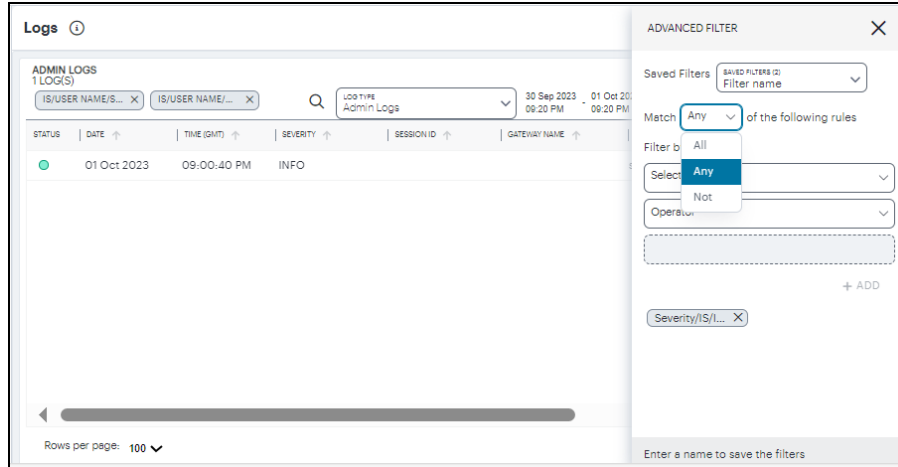 Logs
ADVANCED FILTER
ADMIN LOGS
1 LOG(S)
IS/USER NAME/S...
IS/USER NAME/...
LOG TYPE
Admin Logs
30 Sep 2023 - 01 Oct 20
09:20 PM 09:20 PM
STATUS DATE TIME (GMT) SEVERITY SESSION ID GATEWAY NAME
01 Oct 2023 09:00:40 PM INFO
Rows per page: 100
Saved Filters
SAVED FILTERS (2)
Filter name
Match Any of the following rules
Filter b
All
Any
Not
Select
Operator
+ ADD
Severity/IS/I...
Enter a name to save the filters